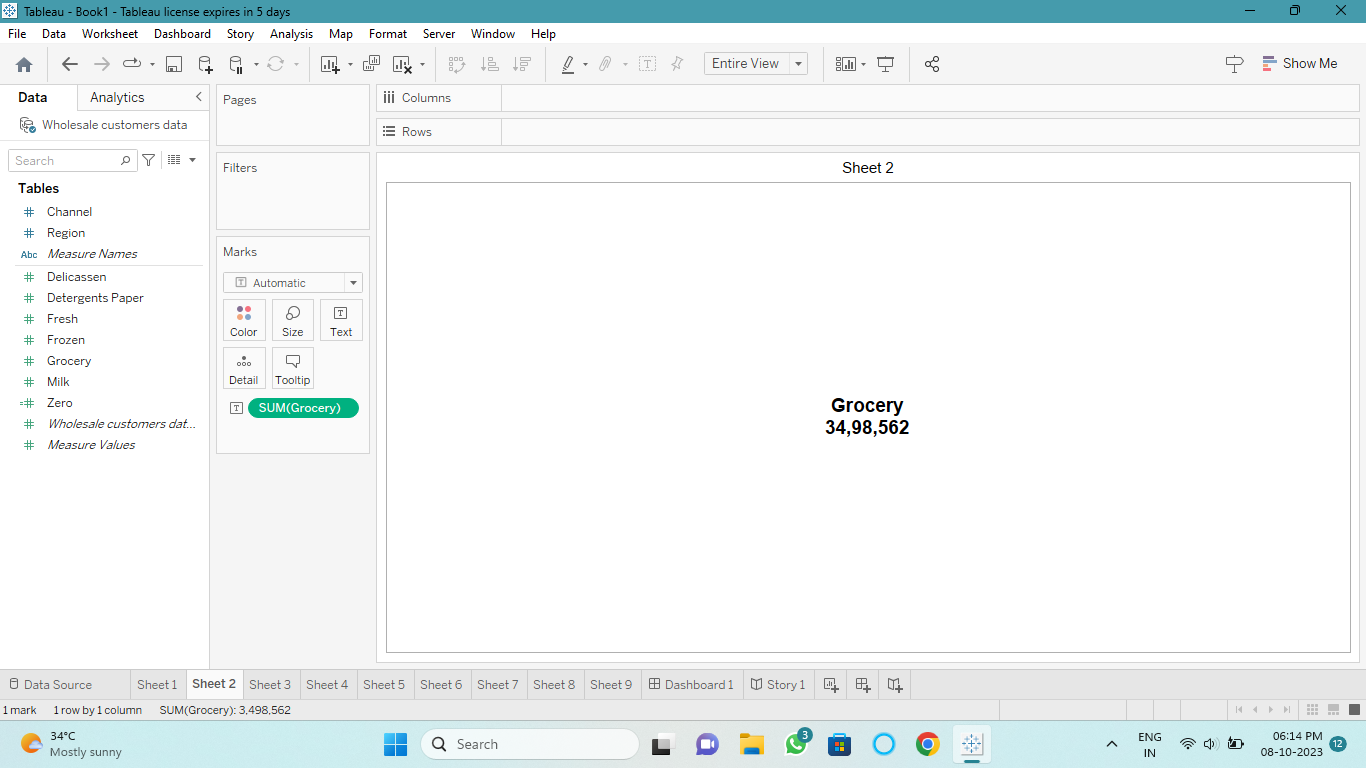 Tableau - Book1 - Tableau license expires in 5 days
File Data Worksheet Dashboard Story Analysis Map Format Server Window Help
Entire View
Show Me
Data Analytics
Wholesale customers data
Search
Tables
Channel
Region
Abc Measure Names
Delicassen
Detergents Paper
Fresh
Frozen
Grocery
Milk
Zero
Wholesale customers dat...
Measure Values
Pages
Filters
Marks
Automatic
Color Size Text
Detail Tooltip
SUM(Grocery)
Columns
Rows
Sheet 2
Grocery
34,98,562
Data Source Sheet 1 Sheet 2 Sheet 3 Sheet 4 Sheet 5 Sheet 6 Sheet 7 Sheet 8 Sheet 9 Dashboard 1 Story 1
1 mark 1 row by 1 column SUM(Grocery): 3,498,562
34°C
Mostly sunny
Search
3
ENG
IN
06:14 PM
08-10-2023
12